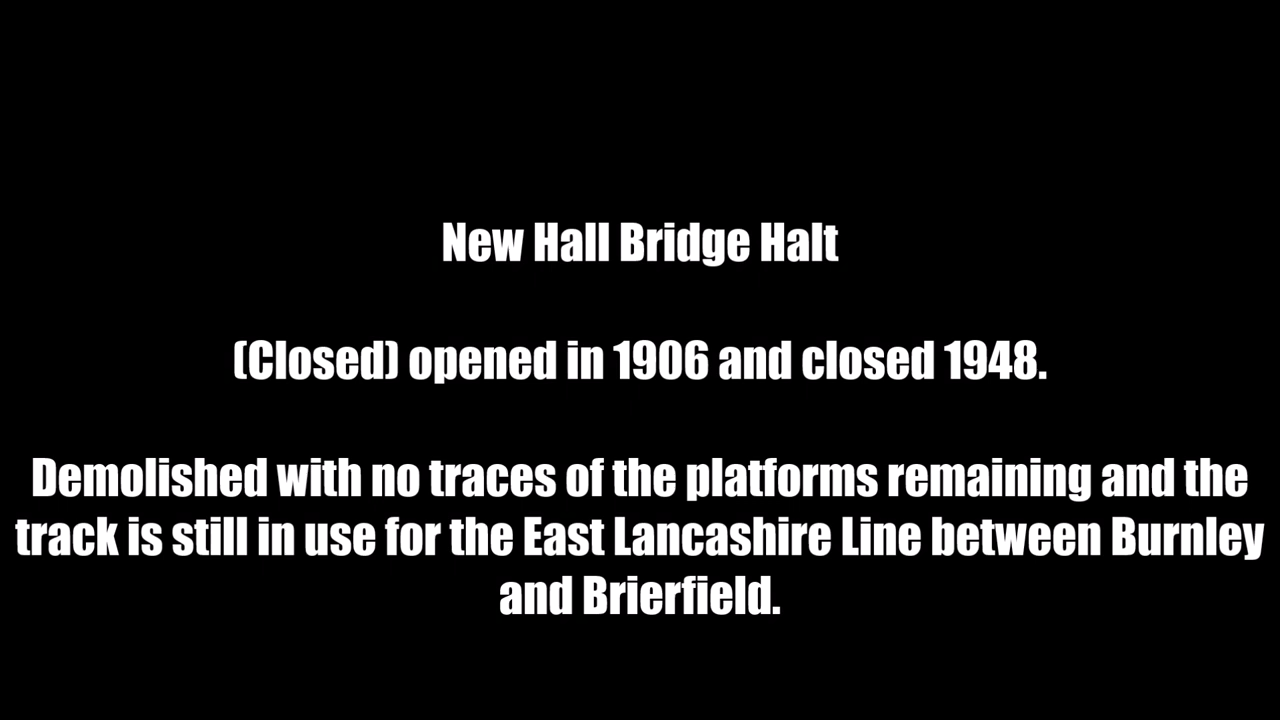 New Hall Bridge Halt
(Closed) opened in 1906 and closed 1948.
Demolished with no traces of the platforms remaining and the
track is still in use for the East Lancashire Line between Burnley
and Brierfield.